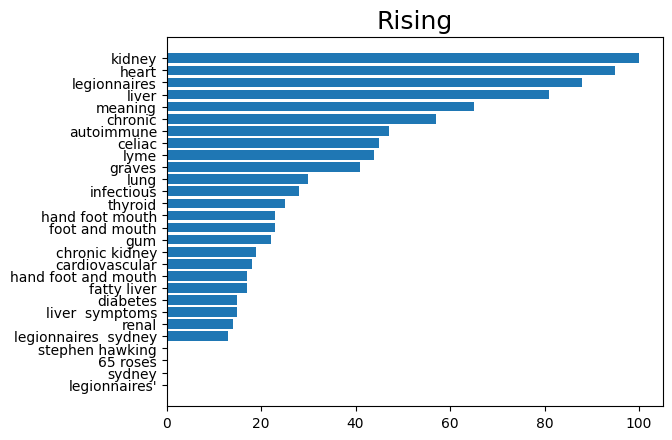 Rising
kidney
heart
legionnaires
liver
meaning
chronic
autoimmune
celiac
lyme
graves
lung
infectious
thyroid
hand foot mouth
foot and mouth
gum
chronic kidney
cardiovascular
hand foot and mouth
fatty liver
diabetes
liver  symptoms
renal
legionnaires  sydney
stephen hawking
65 roses
sydney
legionnaires'
0 20 40 60 80 100